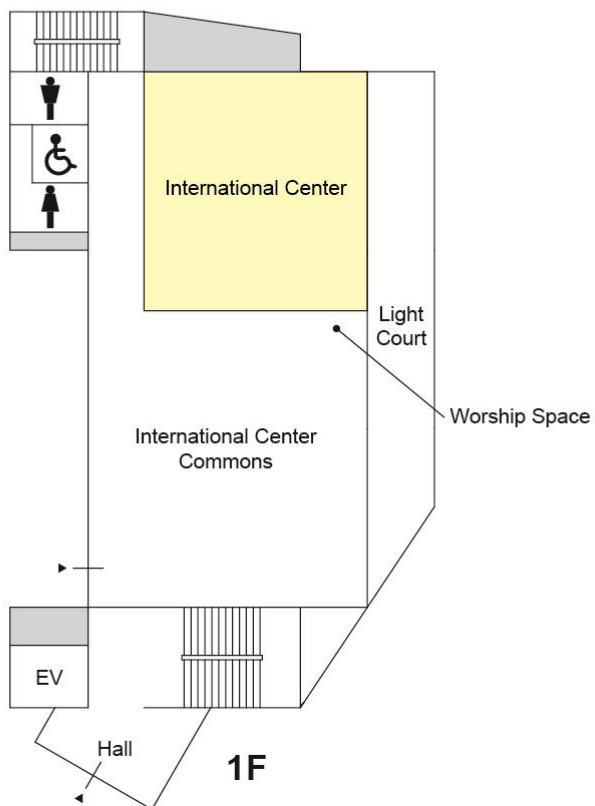 International Center
Light
Court
Worship Space
International Center
Commons
EV
Hall
1F